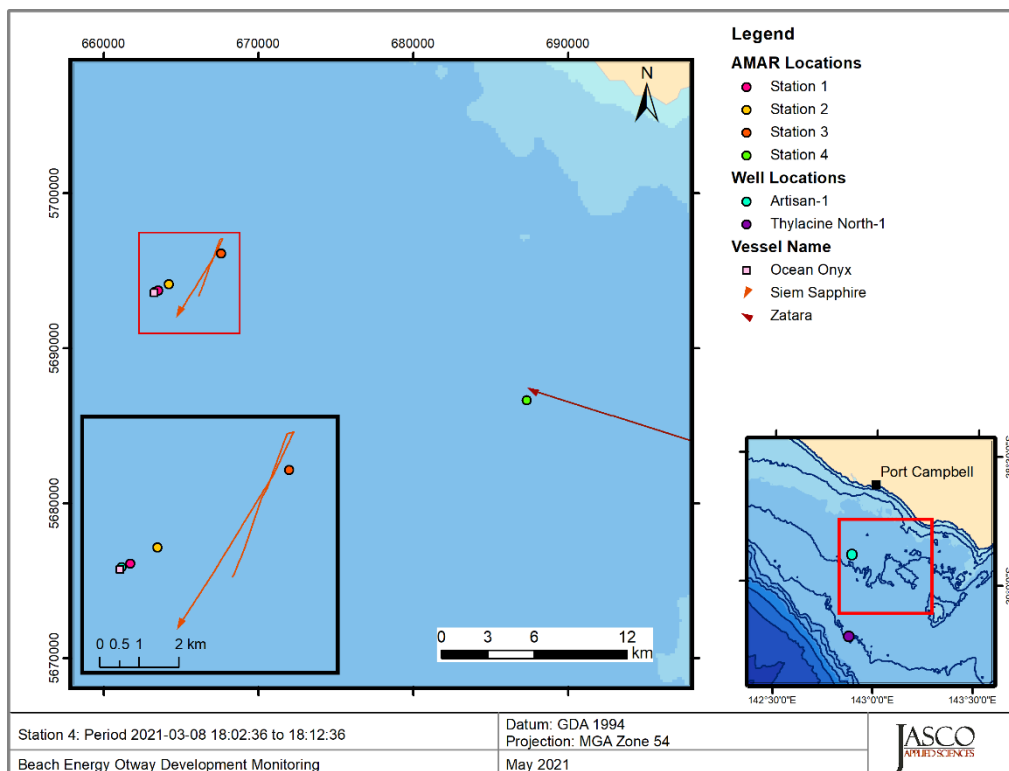 660000 670000 680000 690000
5700000
5690000
5680000
5670000
N
0 0.5 1 2 km
0 3 6 12
km
Legend
AMAR Locations
Station 1
Station 2
Station 3
Station 4
Well Locations
Artisan-1
Thylacine North-1
Vessel Name
Ocean Onyx
Siem Sapphire
Zatara
Port Campbell
142°30'E 143°0'E 143°30'E
Station 4: Period 2021-03-08 18:02:36 to 18:12:36
Beach Energy Otway Development Monitoring
Datum: GDA 1994
Projection: MGA Zone 54
May 2021
JASCO
APPLIED SCIENCES